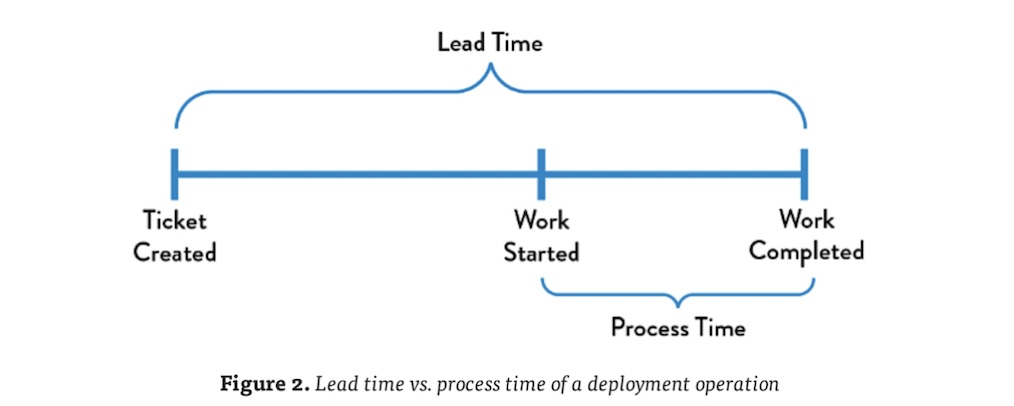 Lead Time
Ticket
Created
Work
Started
Work
Completed
Process Time
Figure 2. Lead time vs. process time of a deployment operation